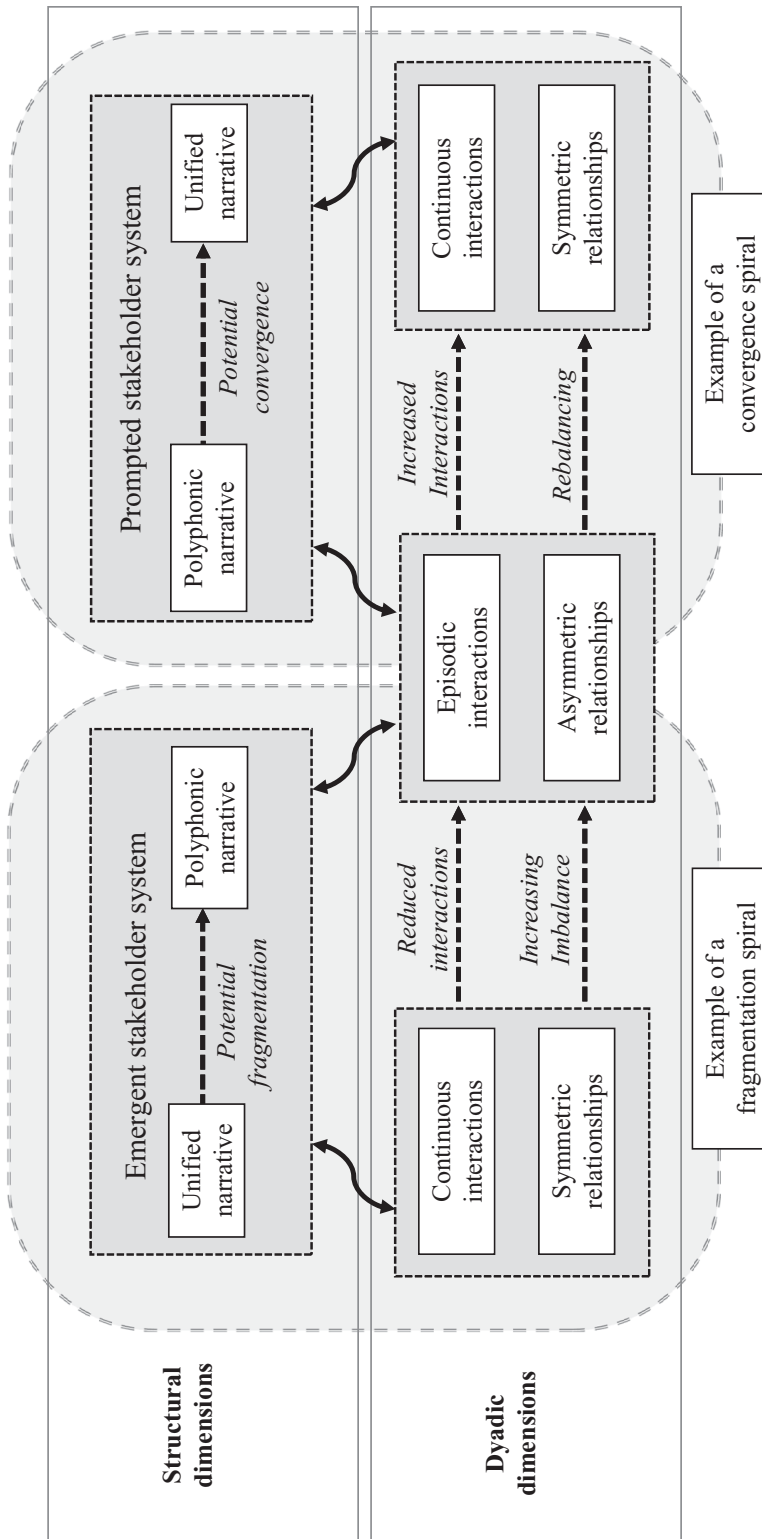 Structural
dimensions
Emergent stakeholder system
Unified
narrative
Potential
fragmentation
Polyphonic
narrative
Prompted stakeholder system
Polyphonic
narrative
Potential
convergence
Unified
narrative
Dyadic
dimensions
Continuous
interactions
Symmetric
relationships
Reduced
interactions
Increasing
Imbalance
Episodic
interactions
Asymmetric
relationships
Increased
Interactions
Rebalancing
Continuous
interactions
Symmetric
relationships
Example of a
fragmentation spiral
Example of a
convergence spiral